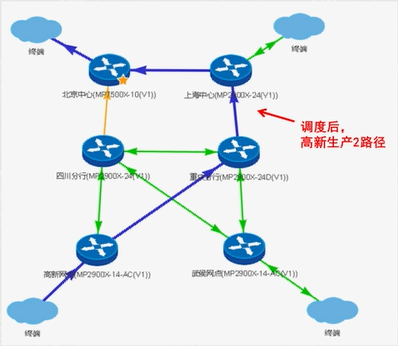 终端
终端
北京中心(MP7500X-10(V1))
上海中心(MP2900X-24(V1))
调度后，
高新生产2路径
四川分行(MP2900X-24(V1))
重庆分行(MP2900X-24D(V1))
高新网点(MP2900X-14-AC(V1))
武侯网点(MP2900X-14-AC(V1))
终端
终端